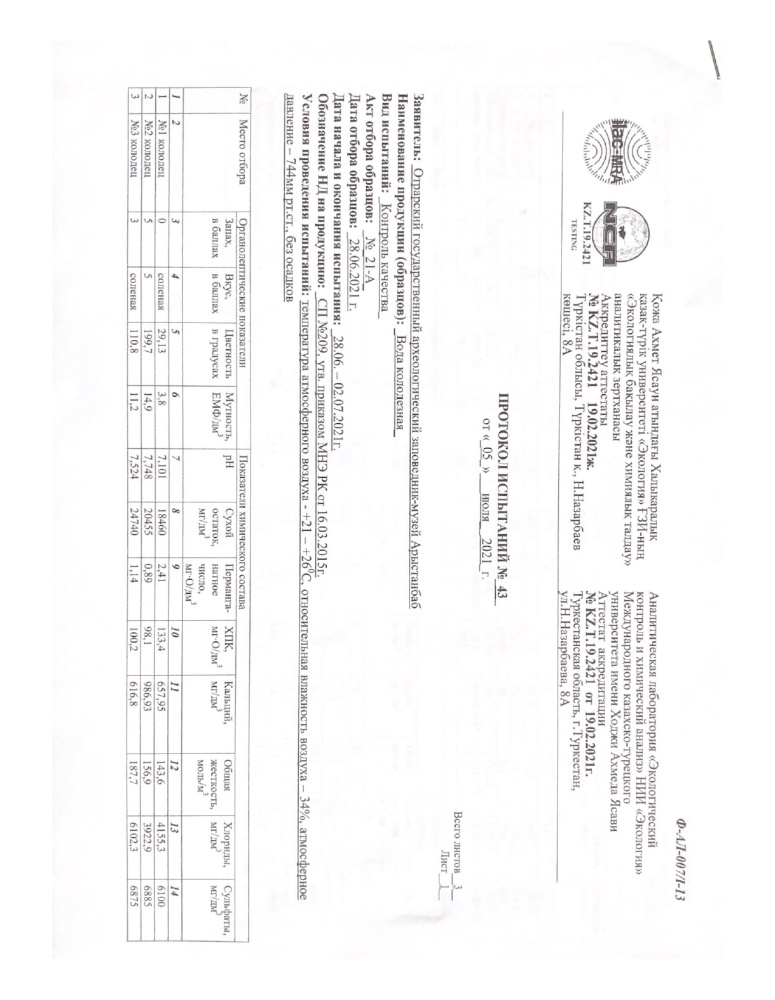 Ф-АЛ-007/1-13
Қожа Ахмет Ясауи атындағы Халықаралық
қазақ-түрік университеті «Экология» ҒЗИ-ның
«Экологиялық бақылау және химиялық талдау»
аналитикалық зертханасы
Аккредиттеу аттестаты
№ KZ.T.19.2421 19.02.2021ж.
Түркістан облысы, Түркістан қ., Н.Назарбаев
көшесі, 8А
Аналитическая лаборатория «Экологический
контроль и химический анализ» НИИ «Экология»
Международного казахско-турецкого
университета имени Ходжи Ахмеда Ясави
Аттестат аккредитации
№ KZ.T.19.2421 от 19.02.2021г.
Туркестанская область, г.Туркестан,
ул.Н.Назарбаева, 8А
ilac-MRA
NCA
KZ.T.19.2421
TESTING
ПРОТОКОЛ ИСПЫТАНИЙ № 43
от « 05 » июля 2021 г.
Всего листов 3
Лист 1
Заявитель: Отрарский государственный археологический заповедник-музей Арыстанбаб
Наименование продукции (образцов): Вода колодезная
Вид испытаний: Контроль качества
Акт отбора образцов: № 21-А
Дата отбора образцов: 28.06.2021 г.
Дата начала и окончания испытания: 28.06. – 02.07.2021г.
Обозначение НД на продукцию: СП №209, утв. приказом МНЭ РК от 16.03.2015г.
Условия проведения испытаний: температура атмосферного воздуха - +21 – +26⁰С, относительная влажность воздуха – 34%, атмосферное
давление – 744мм рт.ст., без осадков
№ Место отбора Органолептические показатели Показатели химического состава
Запах, в баллах Вкус, в баллах Цветность в градусах Мутность, ЕМФ/дм³ рН Сухой остаток, мг/дм³ Перманганатное число, мг·О/дм³ ХПК, мг·О/дм³ Кальций, мг/дм³ Общая жесткость, моль/м³ Хлориды, мг/дм³ Сульфаты, мг/дм³
1 2 3 4 5 6 7 8 9 10 11 12 13 14
1 №1 колодец 0 соленая 29,13 3,8 7,101 18460 2,41 133,4 657,95 143,6 4155,3 6100
2 №2 колодец 5 5 199,7 14,9 7,748 20455 0,89 98,1 986,93 156,9 3922,9 6885
3 №3 колодец 3 соленая 110,8 11,2 7,524 24740 1,14 100,2 616,8 187,7 6102,3 6875